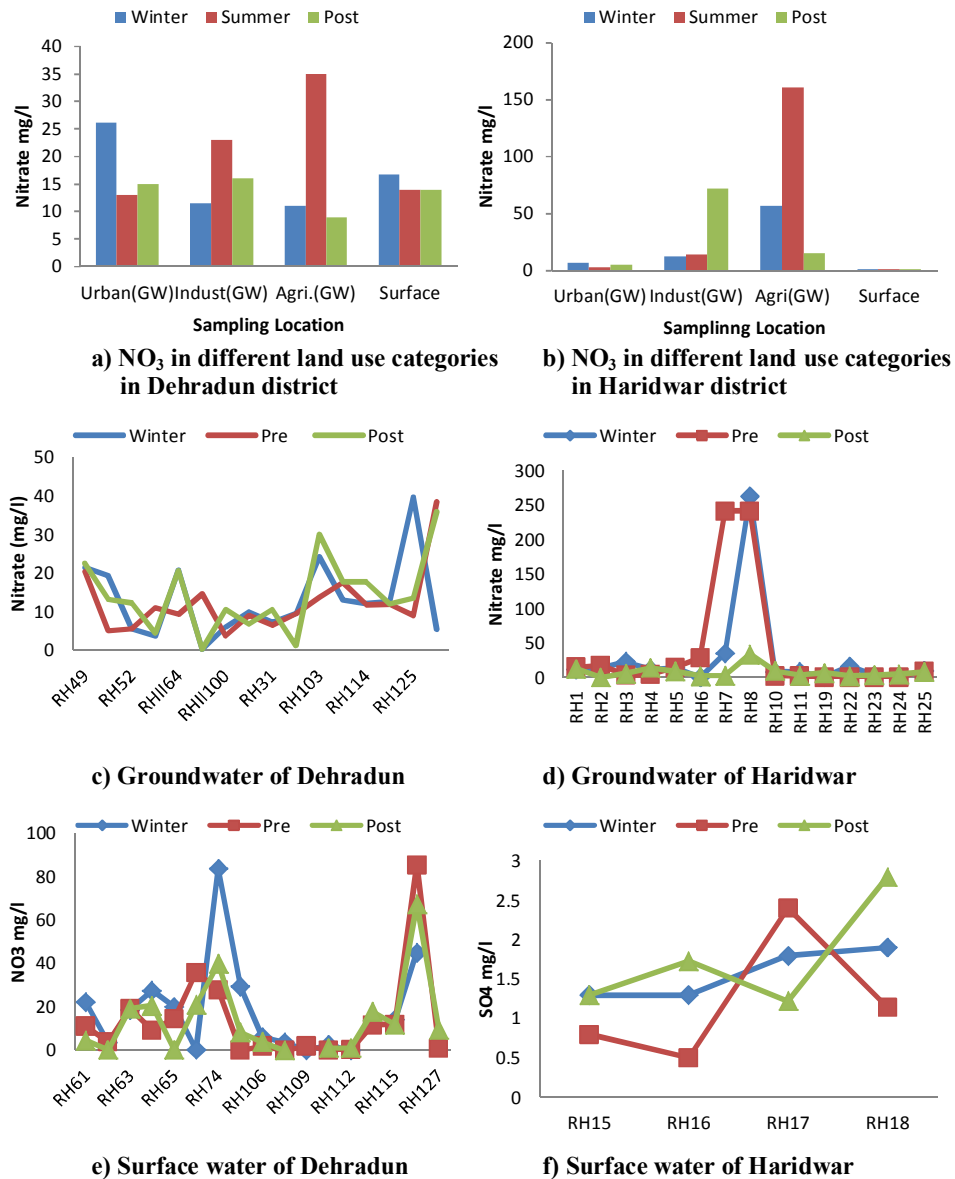 Winter Summer Post
Nitrate mg/l
40
35
30
25
20
15
10
5
0
Urban(GW) Indust(GW) Agri.(GW) Surface
Sampling Location
a) NO3 in different land use categories
in Dehradun district
Winter Summer Post
Nitrate mg/l
200
150
100
50
0
Urban(GW) Indust(GW) Agri(GW) Surface
Samplinng Location
b) NO3 in different land use categories
in Haridwar district
Winter Pre Post
Nitrate (mg/l)
50
40
30
20
10
0
RH49 RH52 RHII64 RHII100 RH31 RH103 RH114 RH125
c) Groundwater of Dehradun
Winter Pre Post
Nitrate mg/l
300
250
200
150
100
50
0
RH1 RH2 RH3 RH4 RH5 RH6 RH7 RH8 RH10 RH11 RH19 RH22 RH23 RH24 RH25
d) Groundwater of Haridwar
Winter Pre Post
NO3 mg/l
100
80
60
40
20
0
RH61 RH63 RH65 RH74 RH106 RH109 RH112 RH115 RH127
e) Surface water of Dehradun
Winter Pre Post
SO4 mg/l
3
2.5
2
1.5
1
0.5
0
RH15 RH16 RH17 RH18
f) Surface water of Haridwar